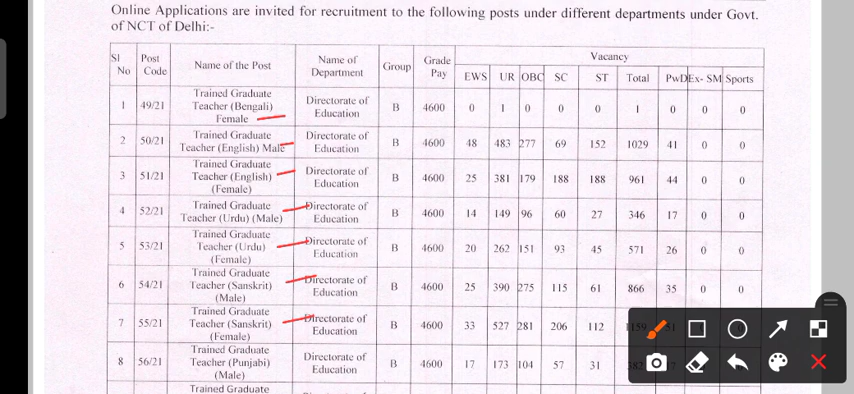 Online Applications are invited for recruitment to the following posts under different departments under Govt.
of NCT of Delhi:-
Sl No Post Code Name of the Post Name of Department Group Grade Pay Vacancy
EWS UR OBC SC ST Total PwD Ex- SM Sports
1 49/21 Trained Graduate Teacher (Bengali) Female Directorate of Education B 4600 0 1 0 0 0 1 0 0 0
2 50/21 Trained Graduate Teacher (English) Male Directorate of Education B 4600 48 483 277 69 152 1029 41 0 0
3 51/21 Trained Graduate Teacher (English) (Female) Directorate of Education B 4600 25 381 179 188 188 961 44 0 0
4 52/21 Trained Graduate Teacher (Urdu) (Male) Directorate of Education B 4600 14 149 96 60 27 346 17 0 0
5 53/21 Trained Graduate Teacher (Urdu) (Female) Directorate of Education B 4600 20 262 151 93 45 571 26 0 0
6 54/21 Trained Graduate Teacher (Sanskrit) (Male) Directorate of Education B 4600 25 390 275 115 61 866 35 0 0
7 55/21 Trained Graduate Teacher (Sanskrit) (Female) Directorate of Education B 4600 33 527 281 206 112
8 56/21 Trained Graduate Teacher (Punjabi) (Male) Directorate of Education B 4600 17 173 104 57 31
Trained Graduate